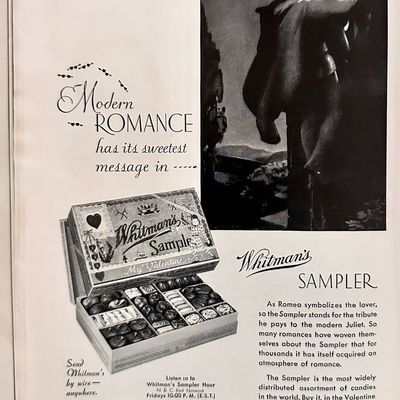 Modern
ROMANCE
has its sweetest
message in -----
Whitman's
Sampler
My Valentine
Whitman's
SAMPLER
As Romeo symbolizes the lover,
so the Sampler stands for the tribute
he pays to the modern Juliet. So
many romances have woven them-
selves about the Sampler that for
thousands it has itself acquired an
atmosphere of romance.
The Sampler is the most widely
distributed assortment of candies
in the world. Buy it, in the Valentine
Send
Whitman's
by wire—
anywhere.
Listen in to
Whitman's Sampler Hour
N. B. C. Red Network
Fridays 10:00 P. M. (E.S.T.)